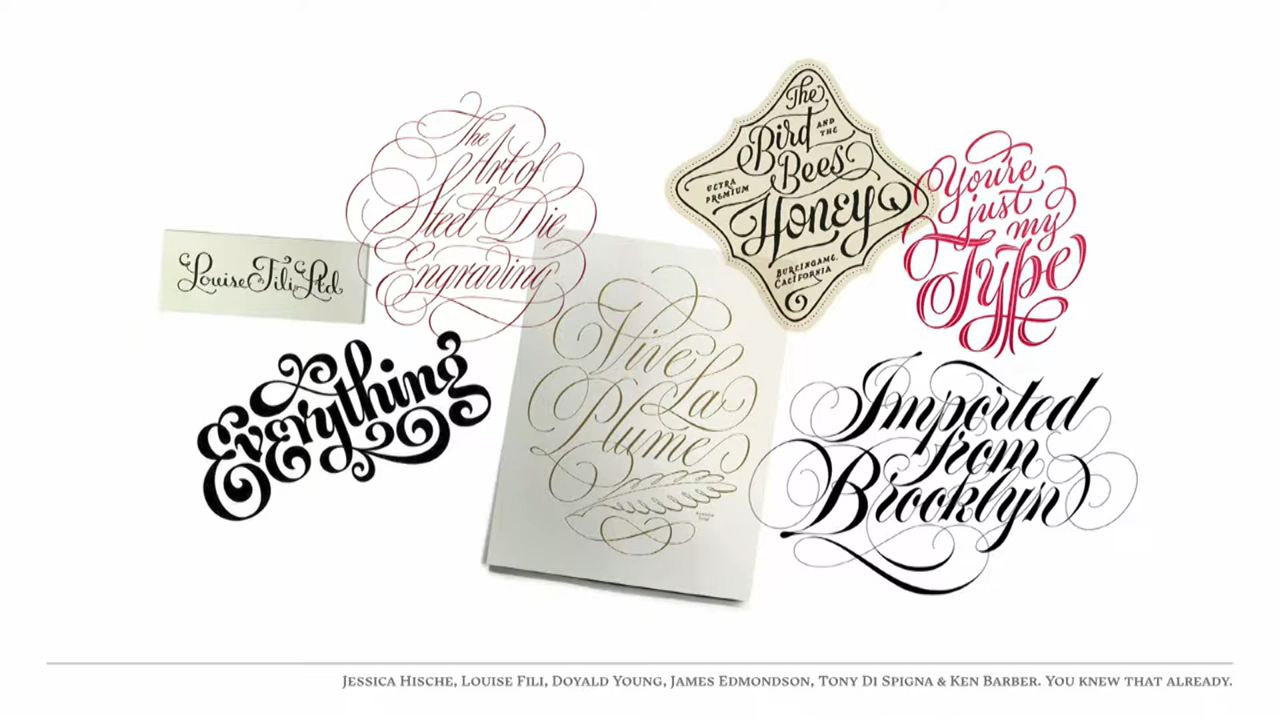 The
Art of
Steel Die
Engraving
The
Bird AND THE
Bees
ULTRA
PREMIUM
Honey
BURLINGAME,
CALIFORNIA
You're
just
my
Type
Louise Fili Ltd
Everything
Vive
La
Plume
Imported
from
Brooklyn
JESSICA HISCHE, LOUISE FILI, DOYALD YOUNG, JAMES EDMONDSON, TONY DI SPIGNA & KEN BARBER. YOU KNEW THAT ALREADY.